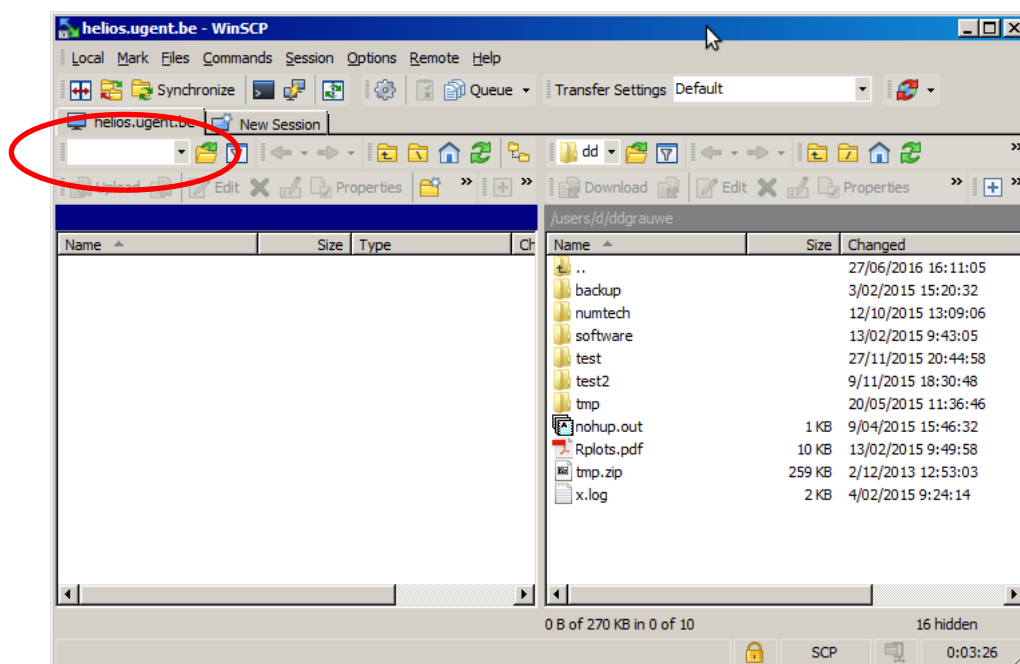 helios.ugent.be - WinSCP
Local Mark Files Commands Session Options Remote Help
Synchronize Queue Transfer Settings Default
helios.ugent.be New Session
dd
Upload Edit Properties » » Download Edit Properties » »
/users/d/ddgrauwe
Name Size Type Ch Name Size Changed
.. 27/06/2016 16:11:05
backup 3/02/2015 15:20:32
numtech 12/10/2015 13:09:06
software 13/02/2015 9:43:05
test 27/11/2015 20:44:58
test2 9/11/2015 18:30:48
tmp 20/05/2015 11:36:46
nohup.out 1 KB 9/04/2015 15:46:32
Rplots.pdf 10 KB 13/02/2015 9:49:58
tmp.zip 259 KB 2/12/2013 12:53:03
x.log 2 KB 4/02/2015 9:24:14
0 B of 270 KB in 0 of 10 16 hidden
SCP 0:03:26